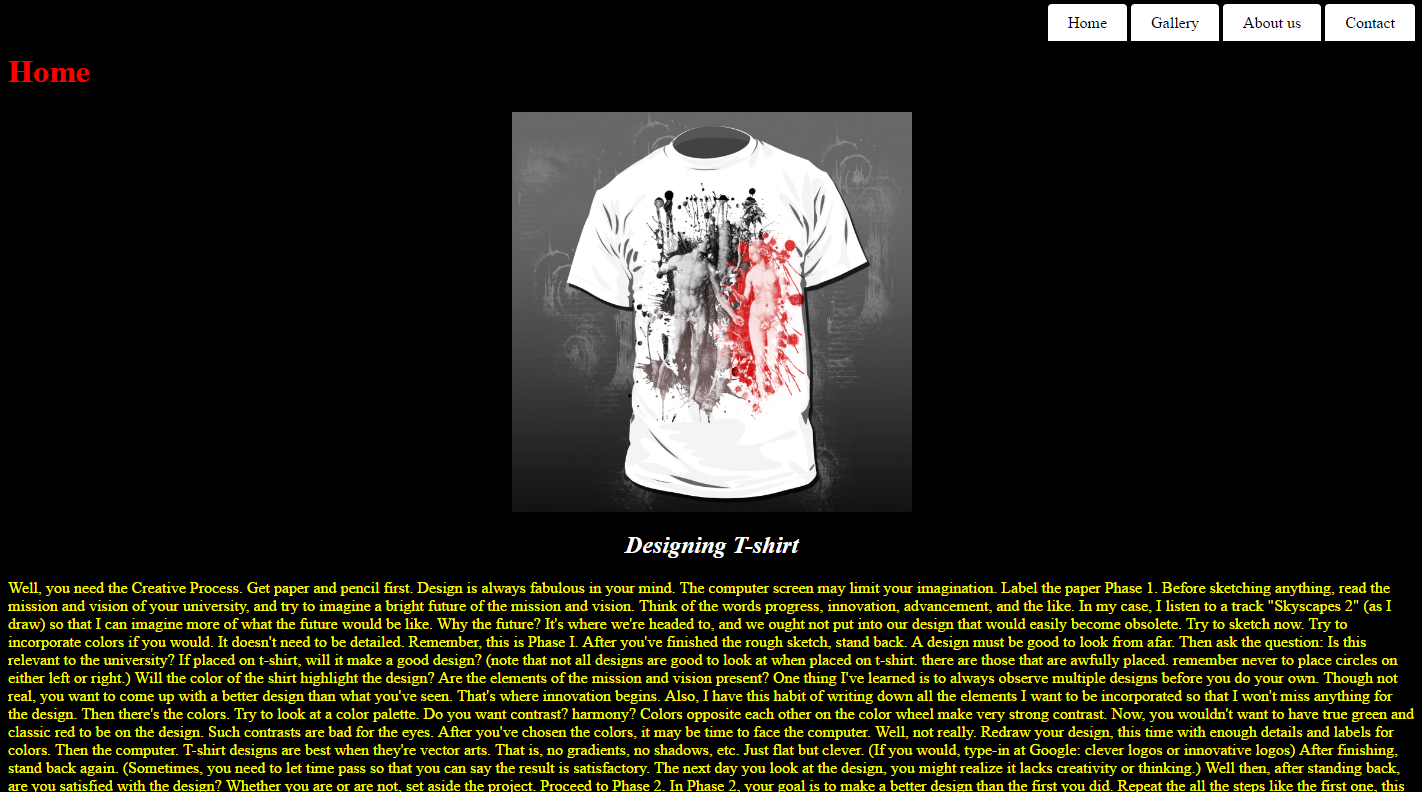 Home Gallery About us Contact
Home
Designing T-shirt
Well, you need the Creative Process. Get paper and pencil first. Design is always fabulous in your mind. The computer screen may limit your imagination. Label the paper Phase 1. Before sketching anything, read the
mission and vision of your university, and try to imagine a bright future of the mission and vision. Think of the words progress, innovation, advancement, and the like. In my case, I listen to a track "Skyscapes 2" (as I
draw) so that I can imagine more of what the future would be like. Why the future? It's where we're headed to, and we ought not put into our design that would easily become obsolete. Try to sketch now. Try to
incorporate colors if you would. It doesn't need to be detailed. Remember, this is Phase I. After you've finished the rough sketch, stand back. A design must be good to look from afar. Then ask the question: Is this
relevant to the university? If placed on t-shirt, will it make a good design? (note that not all designs are good to look at when placed on t-shirt. there are those that are awfully placed. remember never to place circles on
either left or right.) Will the color of the shirt highlight the design? Are the elements of the mission and vision present? One thing I've learned is to always observe multiple designs before you do your own. Though not
real, you want to come up with a better design than what you've seen. That's where innovation begins. Also, I have this habit of writing down all the elements I want to be incorporated so that I won't miss anything for
the design. Then there's the colors. Try to look at a color palette. Do you want contrast? harmony? Colors opposite each other on the color wheel make very strong contrast. Now, you wouldn't want to have true green and
classic red to be on the design. Such contrasts are bad for the eyes. After you've chosen the colors, it may be time to face the computer. Well, not really. Redraw your design, this time with enough details and labels for
colors. Then the computer. T-shirt designs are best when they're vector arts. That is, no gradients, no shadows, etc. Just flat but clever. (If you would, type-in at Google: clever logos or innovative logos) After finishing,
stand back again. (Sometimes, you need to let time pass so that you can say the result is satisfactory. The next day you look at the design, you might realize it lacks creativity or thinking.) Well then, after standing back,
are you satisfied with the design? Whether you are or are not, set aside the project. Proceed to Phase 2. In Phase 2, your goal is to make a better design than the first you did. Repeat the all the steps like the first one, this